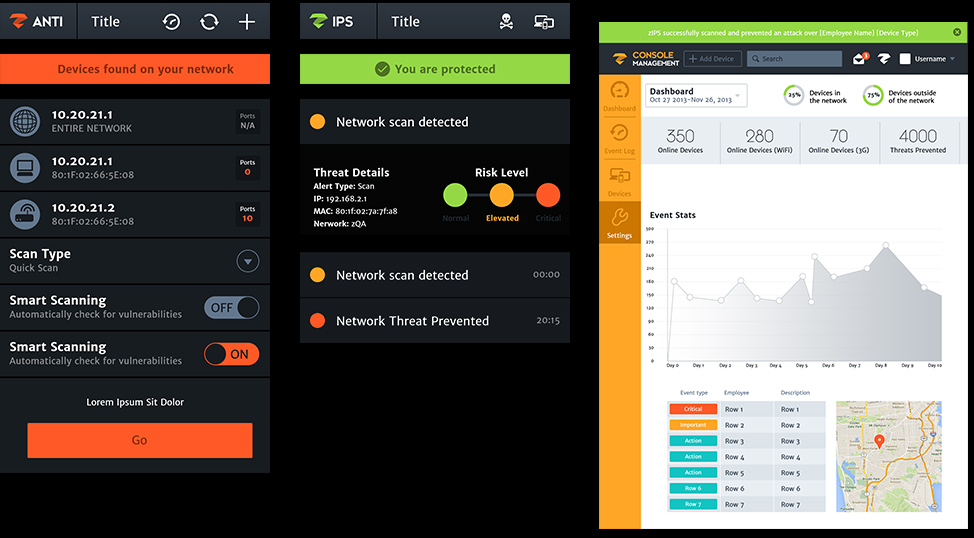 ANTI
Title
Devices found on your network
10.20.21.1
ENTIRE NETWORK
Ports
N/A
10.20.21.1
80:1F:02:66:5E:08
Ports
0
10.20.21.2
80:1F:02:66:5E:08
Ports
10
Scan Type
Quick Scan
Smart Scanning
Automatically check for vulnerabilities
OFF
Smart Scanning
Automatically check for vulnerabilities
ON
Lorem Ipsum Sit Dolor
Go
IPS
Title
You are protected
Network scan detected
Threat Details
Alert Type: Scan
IP: 192.168.2.1
MAC: 80:1f:02:7a:7f:a8
Network: zQA
Risk Level
Normal
Elevated
Critical
Network scan detected
00:00
Network Threat Prevented
20:15
zIPS successfully scanned and prevented an attack over [Employee Name] [Device Type]
CONSOLE
MANAGEMENT
+ Add Device
Search
1
Username
Dashboard
Event Log
Devices
Settings
Dashboard
Oct 27 2013-Nov 26, 2013
25%
Devices in
the network
75%
Devices outside
of the network
350
Online Devices
280
Online Devices (WiFi)
70
Online Devices (3G)
4000
Threats Prevented
Event Stats
300
270
240
210
180
150
120
90
60
30
0
Day 0
Day 1
Day 2
Day 3
Day 4
Day 5
Day 6
Day 7
Day 8
Day 9
Day 10
Event type
Employee
Description
Critical
Row 1
Row 1
Important
Row 2
Row 2
Action
Row 3
Row 3
Action
Row 4
Row 4
Action
Row 5
Row 5
Row 6
Row 6
Row 6
Row 7
Row 7
Row 7